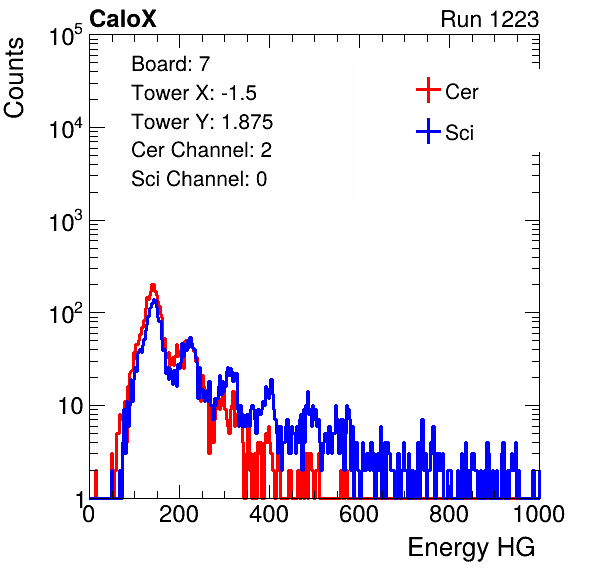 CaloX Run 1223
Counts
10^5
10^4
10^3
10^2
10
1
Board: 7
Tower X: -1.5
Tower Y: 1.875
Cer Channel: 2
Sci Channel: 0
Cer
Sci
0 200 400 600 800 1000
Energy HG